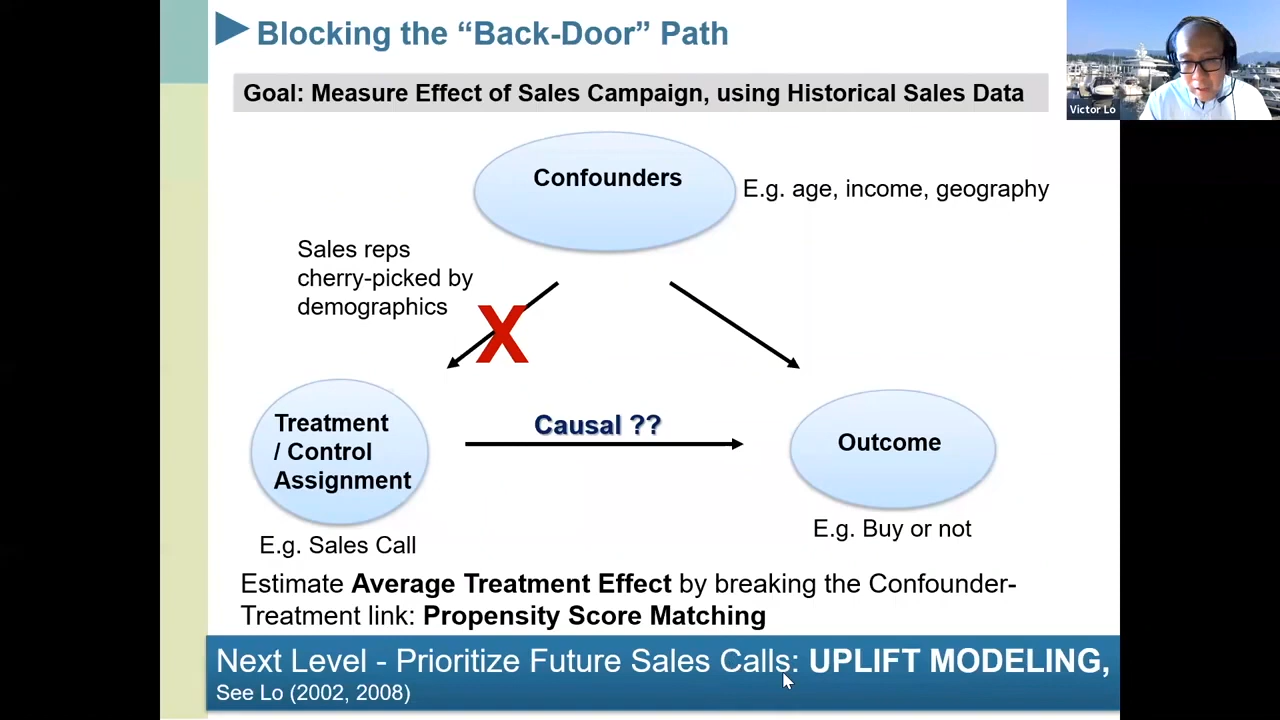 Blocking the “Back-Door” Path
Victor Lo
Goal: Measure Effect of Sales Campaign, using Historical Sales Data
Confounders
E.g. age, income, geography
Sales reps
cherry-picked by
demographics
X
Treatment
/ Control
Assignment
Causal ??
Outcome
E.g. Sales Call
E.g. Buy or not
Estimate Average Treatment Effect by breaking the Confounder-
Treatment link: Propensity Score Matching
Next Level - Prioritize Future Sales Calls: UPLIFT MODELING,
See Lo (2002, 2008)